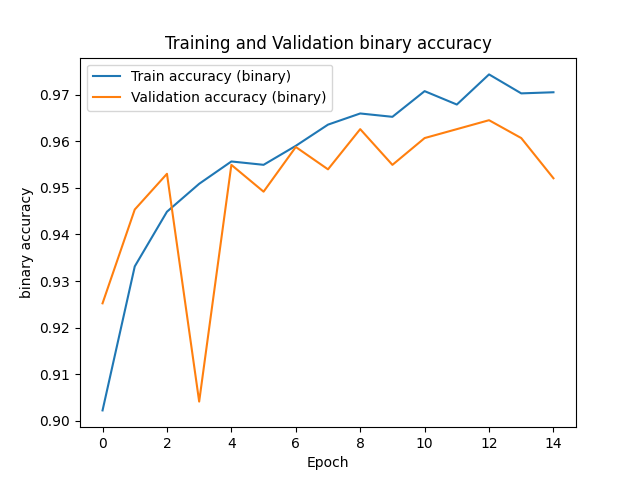 Training and Validation binary accuracy
Train accuracy (binary)
Validation accuracy (binary)
binary accuracy
0.97
0.96
0.95
0.94
0.93
0.92
0.91
0.90
0 2 4 6 8 10 12 14
Epoch